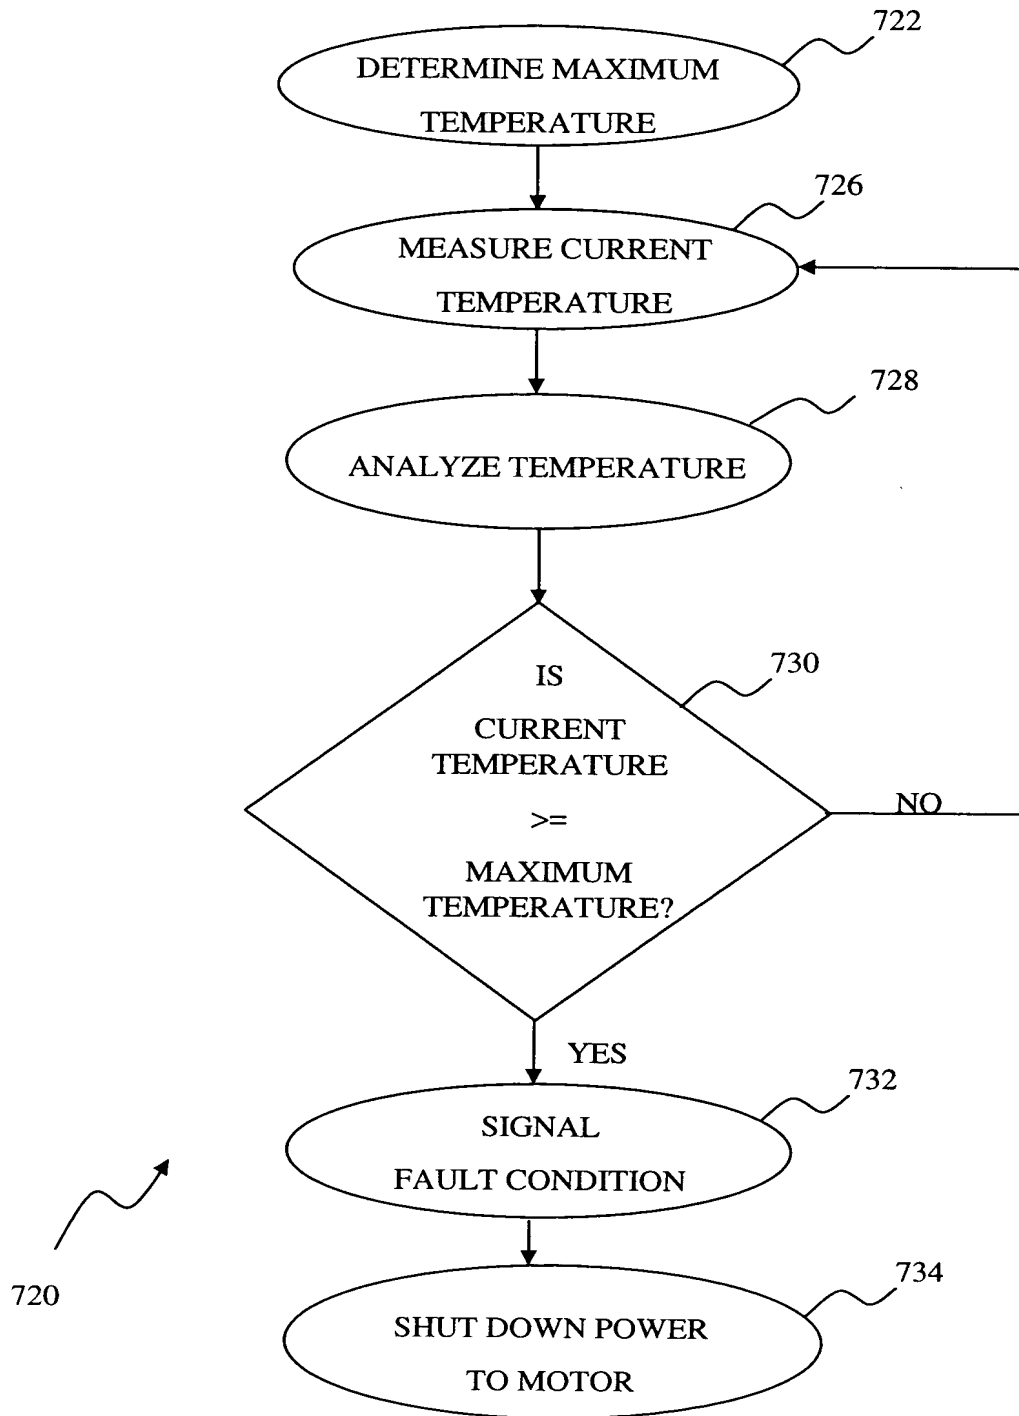 722
DETERMINE MAXIMUM
TEMPERATURE
726
MEASURE CURRENT
TEMPERATURE
728
ANALYZE TEMPERATURE
730
IS
CURRENT
TEMPERATURE
>=
MAXIMUM
TEMPERATURE?
NO
YES
732
SIGNAL
FAULT CONDITION
720
734
SHUT DOWN POWER
TO MOTOR